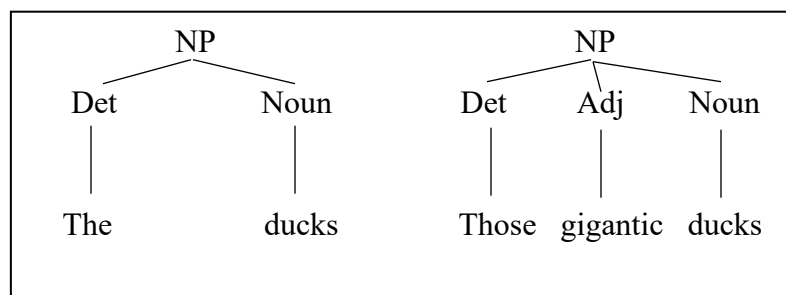 NP NP
Det Noun Det Adj Noun
The ducks Those gigantic ducks